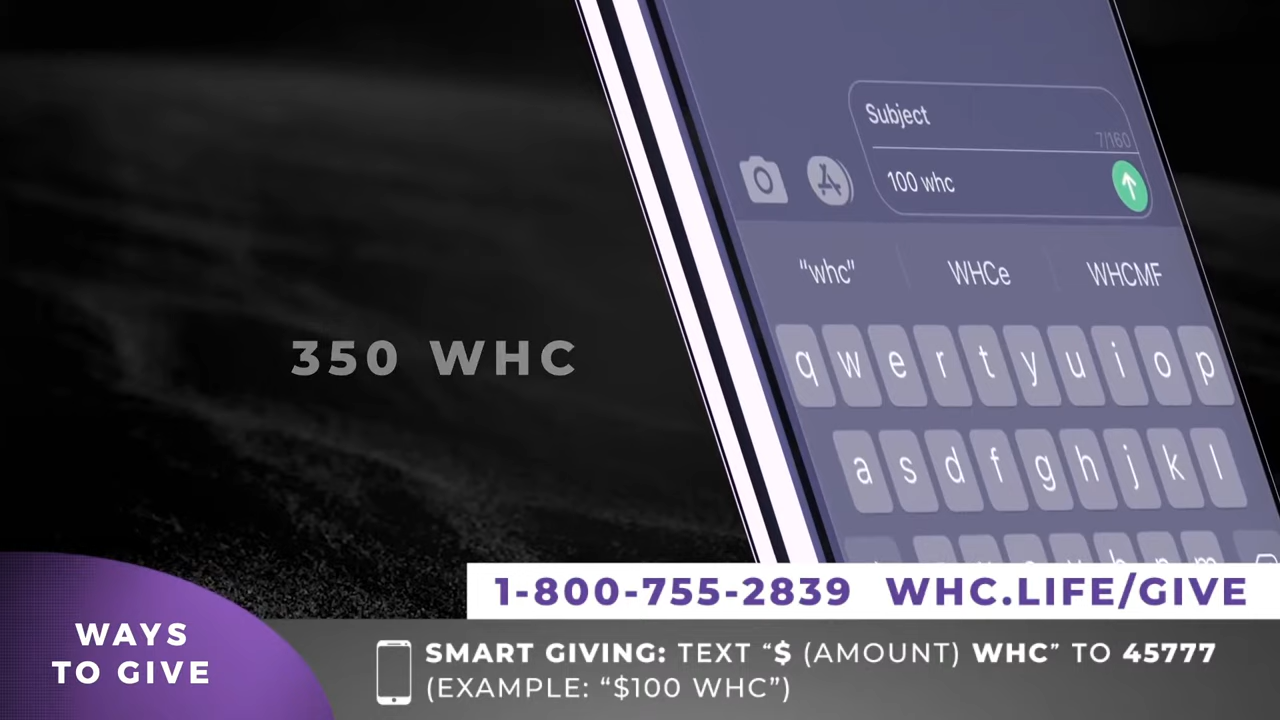 Subject
7/160
100 whc
“whc” WHCe WHCMF
350 WHC
q w e r t y u i o p
a s d f g h j k l
1-800-755-2839 WHC.LIFE/GIVE
WAYS
TO GIVE
SMART GIVING: TEXT “$ (AMOUNT) WHC” TO 45777
(EXAMPLE: “$100 WHC”)